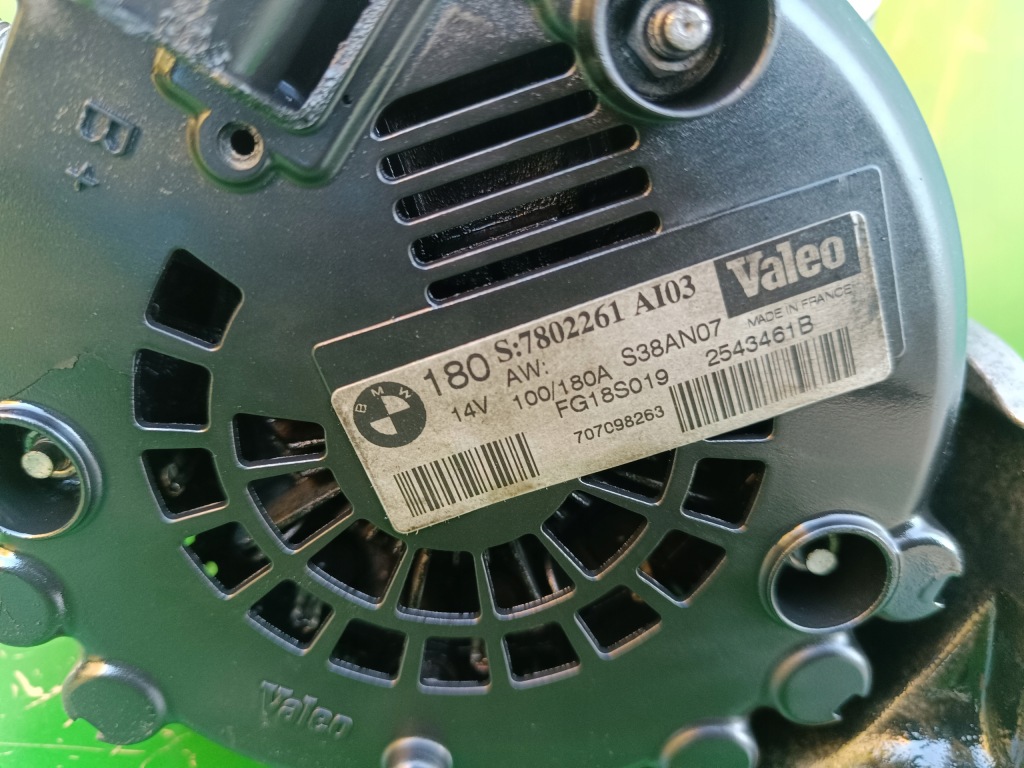 B+
Valeo
MADE IN FRANCE
BMW
180 S:7802261 AI03
AW:
14V 100/180A S38AN07
FG18S019 2543461B
707098263
Valeo